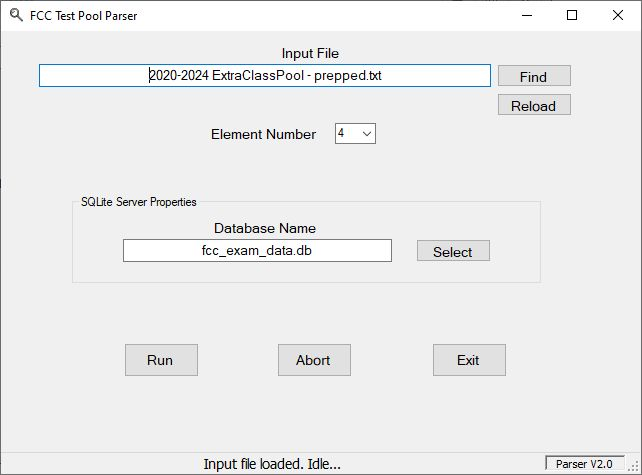 FCC Test Pool Parser
Input File
2020-2024 ExtraClassPool - prepped.txt
Find
Reload
Element Number 4
SQLite Server Properties
Database Name
fcc_exam_data.db
Select
Run Abort Exit
Input file loaded. Idle...
Parser V2.0